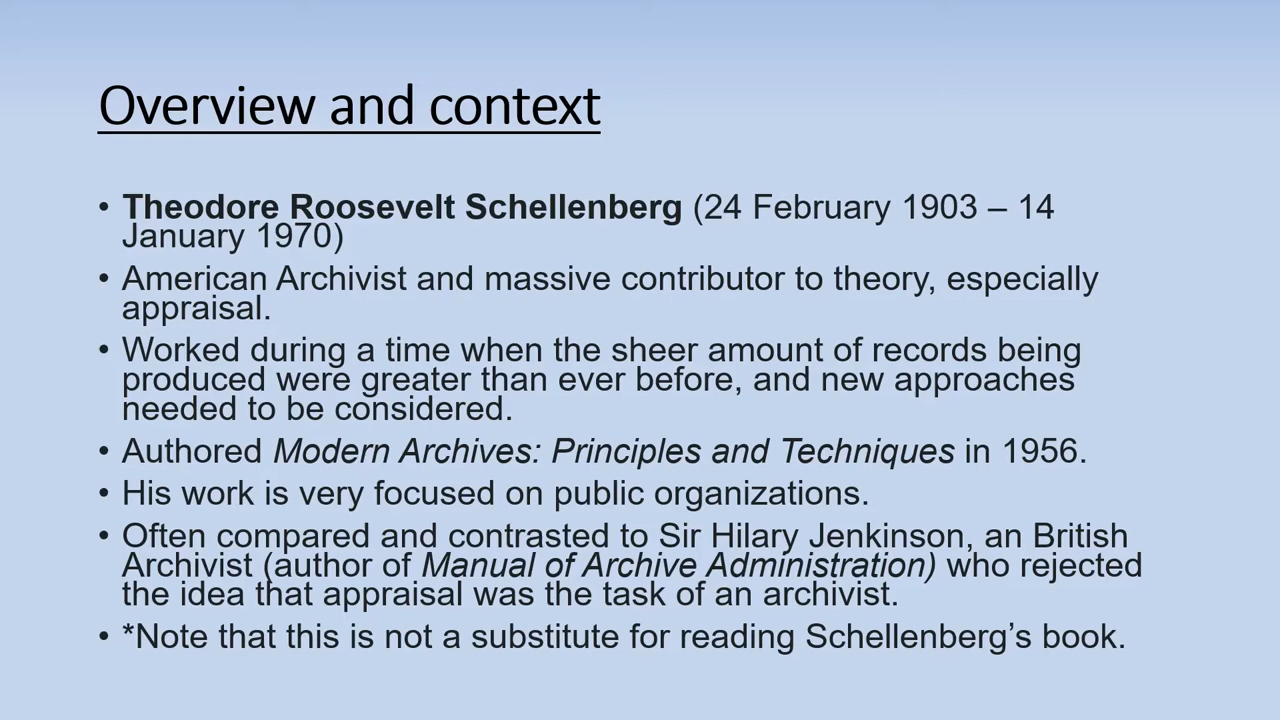 Overview and context
• Theodore Roosevelt Schellenberg (24 February 1903 – 14
January 1970)
• American Archivist and massive contributor to theory, especially
appraisal.
• Worked during a time when the sheer amount of records being
produced were greater than ever before, and new approaches
needed to be considered.
• Authored Modern Archives: Principles and Techniques in 1956.
• His work is very focused on public organizations.
• Often compared and contrasted to Sir Hilary Jenkinson, an British
Archivist (author of Manual of Archive Administration) who rejected
the idea that appraisal was the task of an archivist.
• *Note that this is not a substitute for reading Schellenberg’s book.